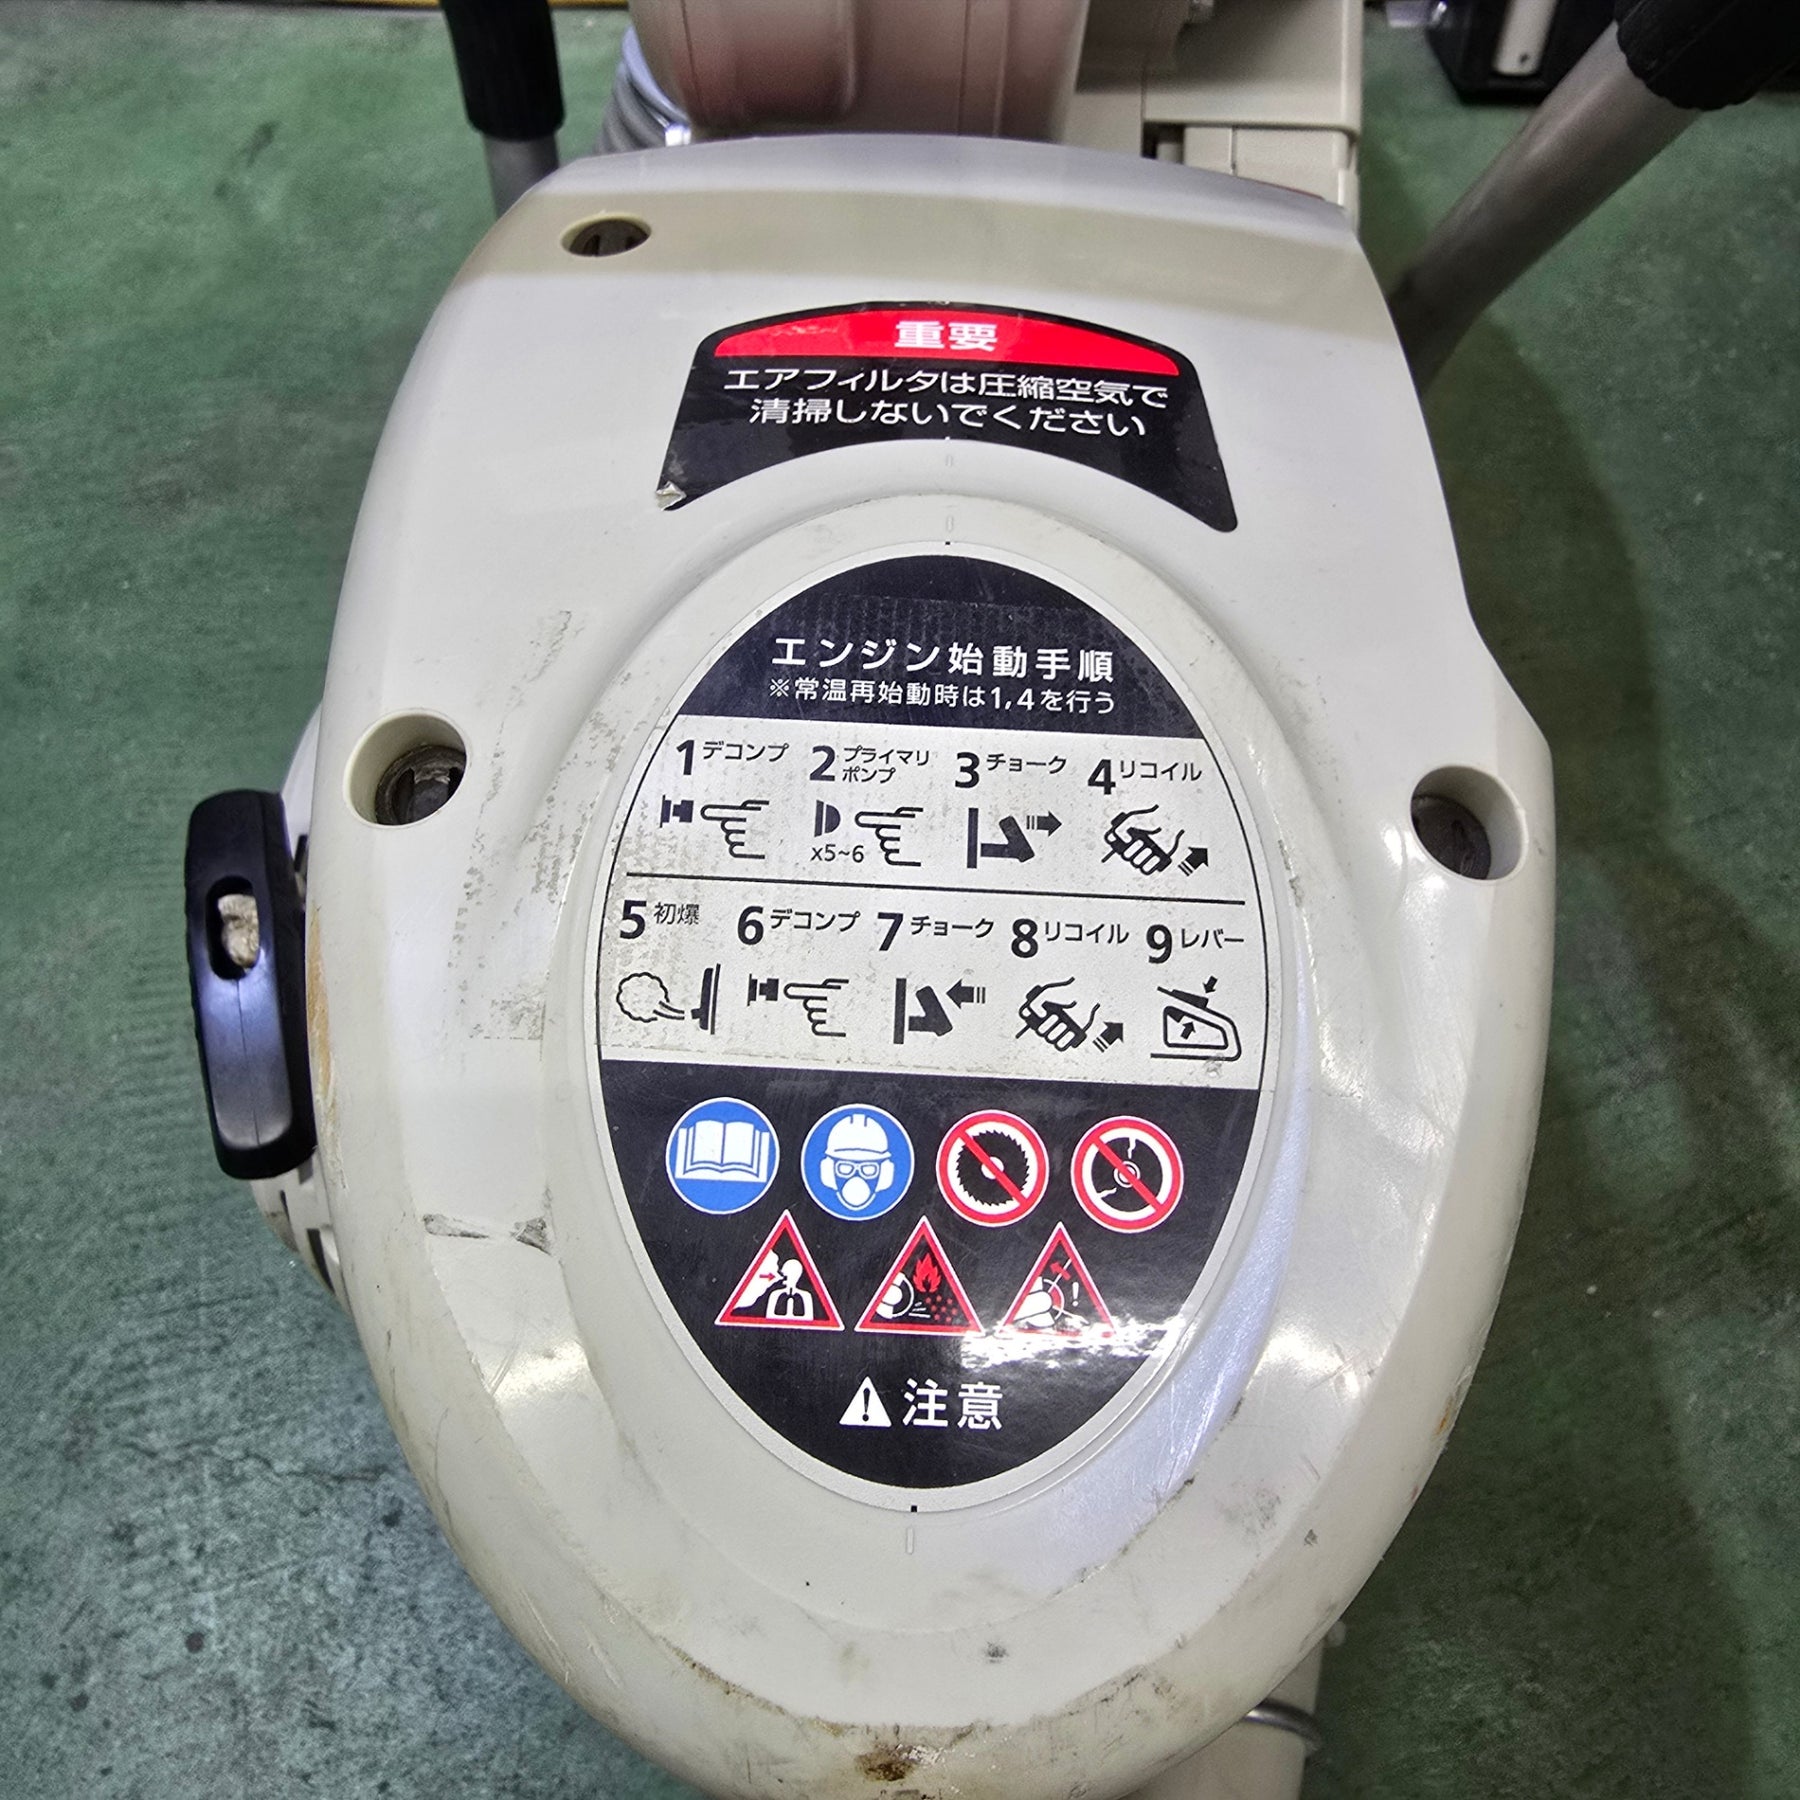 重要
エアフィルタは圧縮空気で
清掃しないでください
エンジン始動手順
※常温再始動時は1,4を行う
1 デコンプ 2 プライマリポンプ 3 チョーク 4 リコイル
x5~6
5 初爆 6 デコンプ 7 チョーク 8 リコイル 9 レバー
注意